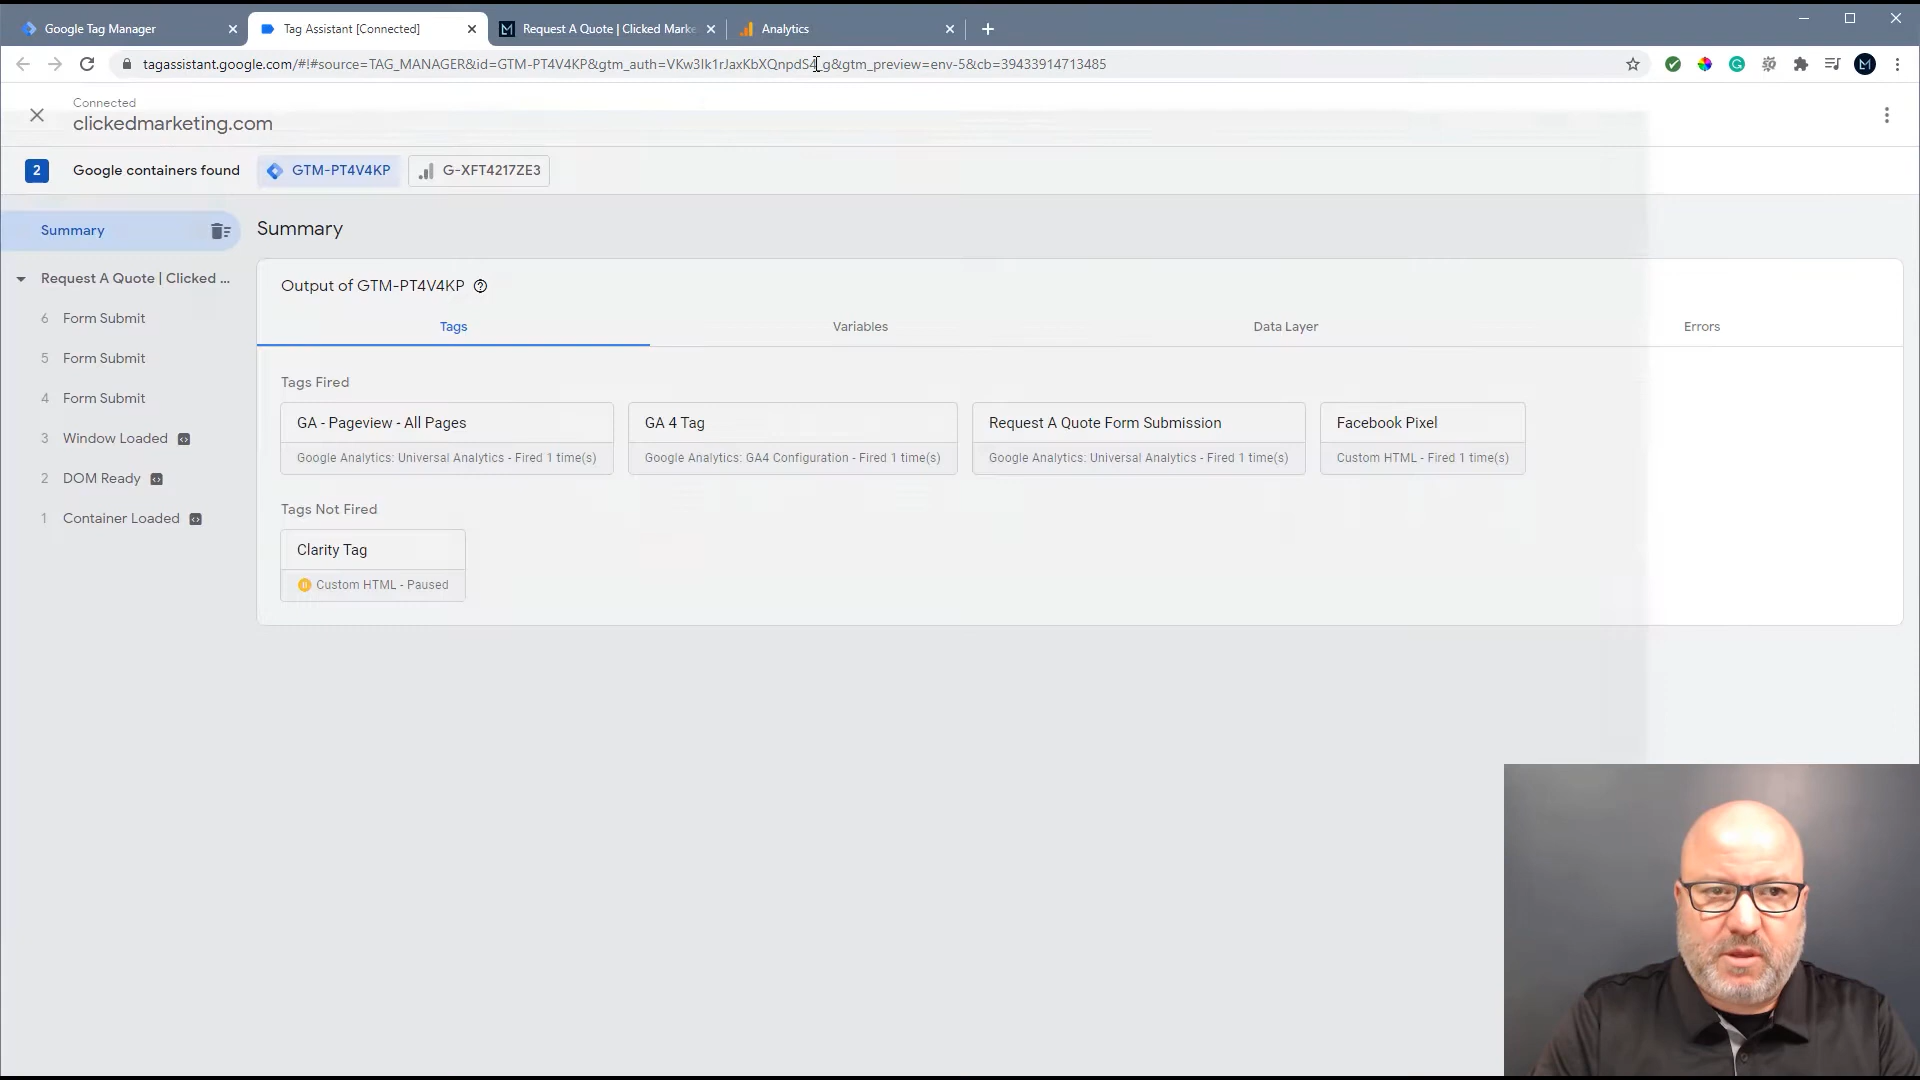 Google Tag Manager
Tag Assistant [Connected]
Request A Quote | Clicked Marke
Analytics
tagassistant.google.com/#!#source=TAG_MANAGER&id=GTM-PT4V4KP&gtm_auth=VKw3Ik1rJaxKbXQnpdS4_g&gtm_preview=env-5&cb=39433914713485
Connected
clickedmarketing.com
2
Google containers found
GTM-PT4V4KP
G-XFT4217ZE3
Summary
Request A Quote | Clicked ...
6 Form Submit
5 Form Submit
4 Form Submit
3 Window Loaded
2 DOM Ready
1 Container Loaded
Summary
Output of GTM-PT4V4KP
Tags
Variables
Data Layer
Errors
Tags Fired
GA - Pageview - All Pages
Google Analytics: Universal Analytics - Fired 1 time(s)
GA 4 Tag
Google Analytics: GA4 Configuration - Fired 1 time(s)
Request A Quote Form Submission
Google Analytics: Universal Analytics - Fired 1 time(s)
Facebook Pixel
Custom HTML - Fired 1 time(s)
Tags Not Fired
Clarity Tag
Custom HTML - Paused